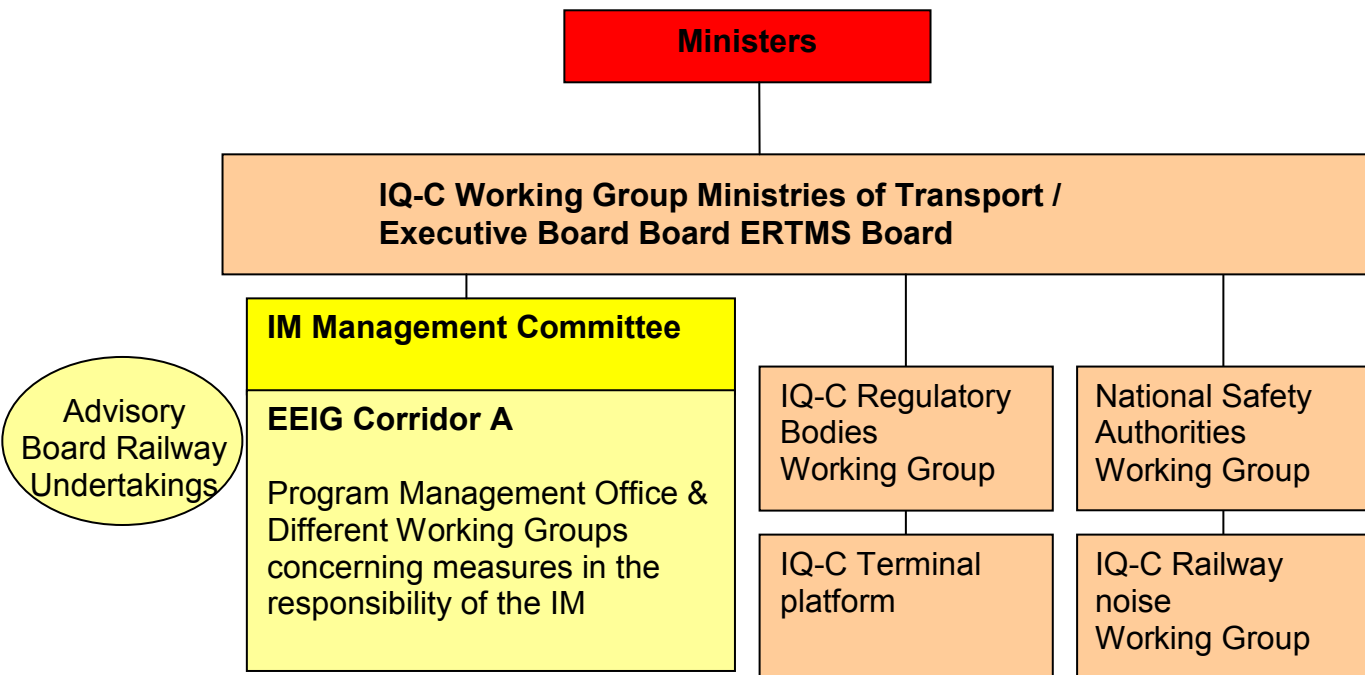 Ministers
IQ-C Working Group Ministries of Transport /
Executive Board Board ERTMS Board
IM Management Committee
Advisory
Board Railway
Undertakings
EEIG Corridor A
Program Management Office &
Different Working Groups
concerning measures in the
responsibility of the IM
IQ-C Regulatory
Bodies
Working Group
National Safety
Authorities
Working Group
IQ-C Terminal
platform
IQ-C Railway
noise
Working Group